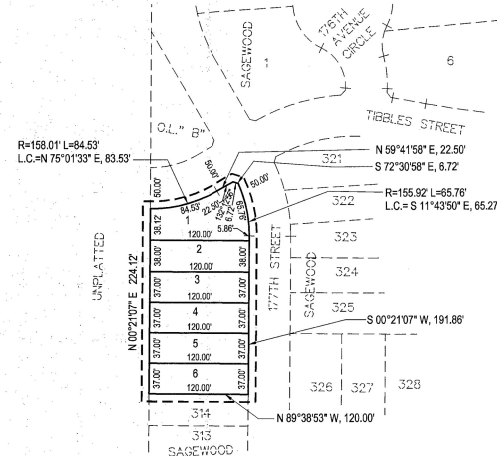 176TH
AVENUE
CIRCLE
SAGEWOOD
1
6
TIBBLES STREET
O.L." B"
R=158.01' L=84.53'
L.C.=N 75°01'33" E, 83.53'
N 59°41'58" E, 22.50'
321
S 72°30'58" E, 6.72'
50.00'
50.00'
50.00'
R=155.92' L=65.76'
L.C.= S 11°43'50" E, 65.27'
322
84.53'
22.50'
6.72'
38.12'
1
5.86'
120.00'
323
UNPLATTED
N 00°21'07" E 224.12'
38.00'
2
38.00'
120.00'
177TH STREET
SAGEWOOD
324
37.00'
3
37.00'
120.00'
325
37.00'
4
37.00'
120.00'
S 00°21'07" W, 191.86'
37.00'
5
37.00'
120.00'
37.00'
6
37.00'
120.00'
326
327
328
314
N 89°38'53" W, 120.00'
313
SAGEWOOD